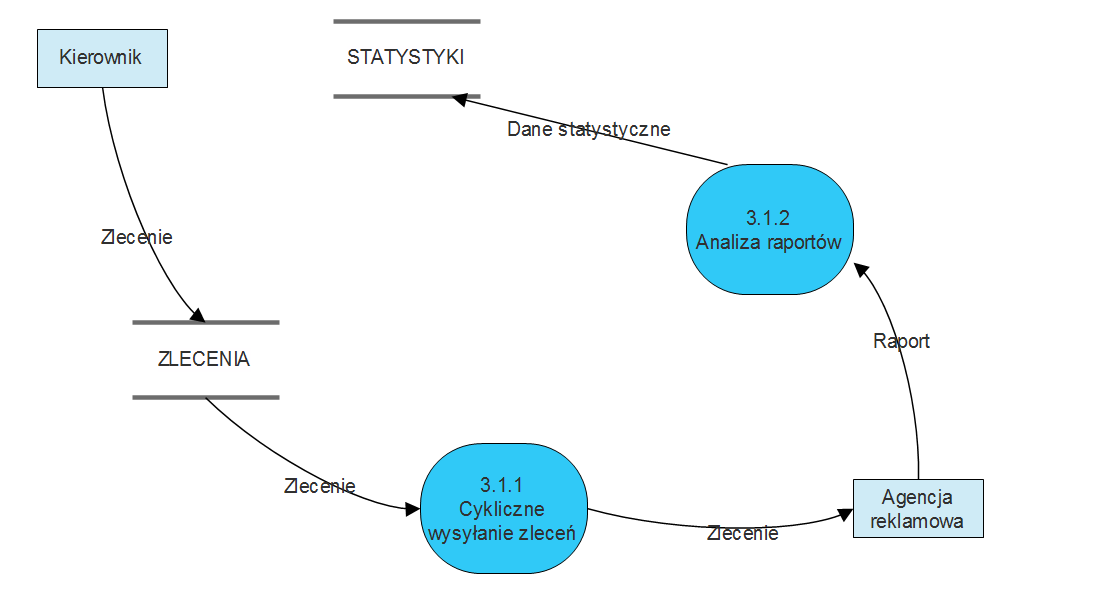 Kierownik
STATYSTYKI
Dane statystyczne
3.1.2
Analiza raportów
Zlecenie
Raport
ZLECENIA
Zlecenie
3.1.1
Cykliczne
wysyłanie zleceń
Zlecenie
Agencja
reklamowa